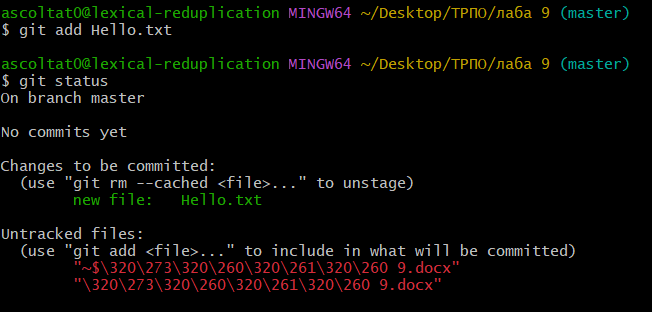 ascoltat0@lexical-reduplication MINGW64 ~/Desktop/ТРПО/лаба 9 (master)
$ git add Hello.txt
ascoltat0@lexical-reduplication MINGW64 ~/Desktop/ТРПО/лаба 9 (master)
$ git status
On branch master
No commits yet
Changes to be committed:
(use "git rm --cached <file>..." to unstage)
new file:   Hello.txt
Untracked files:
(use "git add <file>..." to include in what will be committed)
"~$\320\273\320\260\320\261\320\260 9.docx"
"\320\273\320\260\320\261\320\260 9.docx"